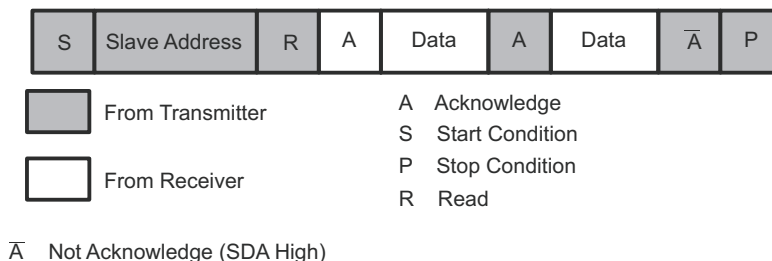 S Slave Address R A Data A Data A̅ P
From Transmitter
From Receiver
A Acknowledge
S Start Condition
P Stop Condition
R Read
A̅ Not Acknowledge (SDA High)